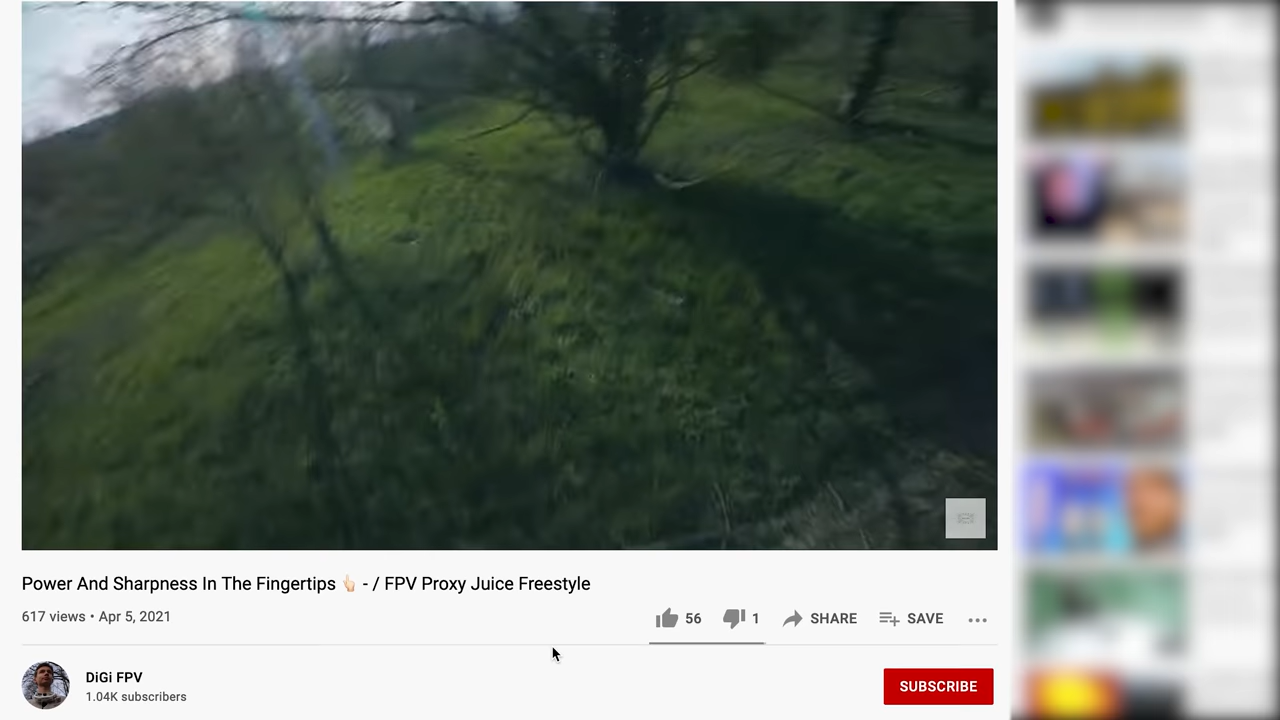 Power And Sharpness In The Fingertips 👆🏻 - / FPV Proxy Juice Freestyle
617 views • Apr 5, 2021
56 1 SHARE SAVE
DiGi FPV
1.04K subscribers
SUBSCRIBE